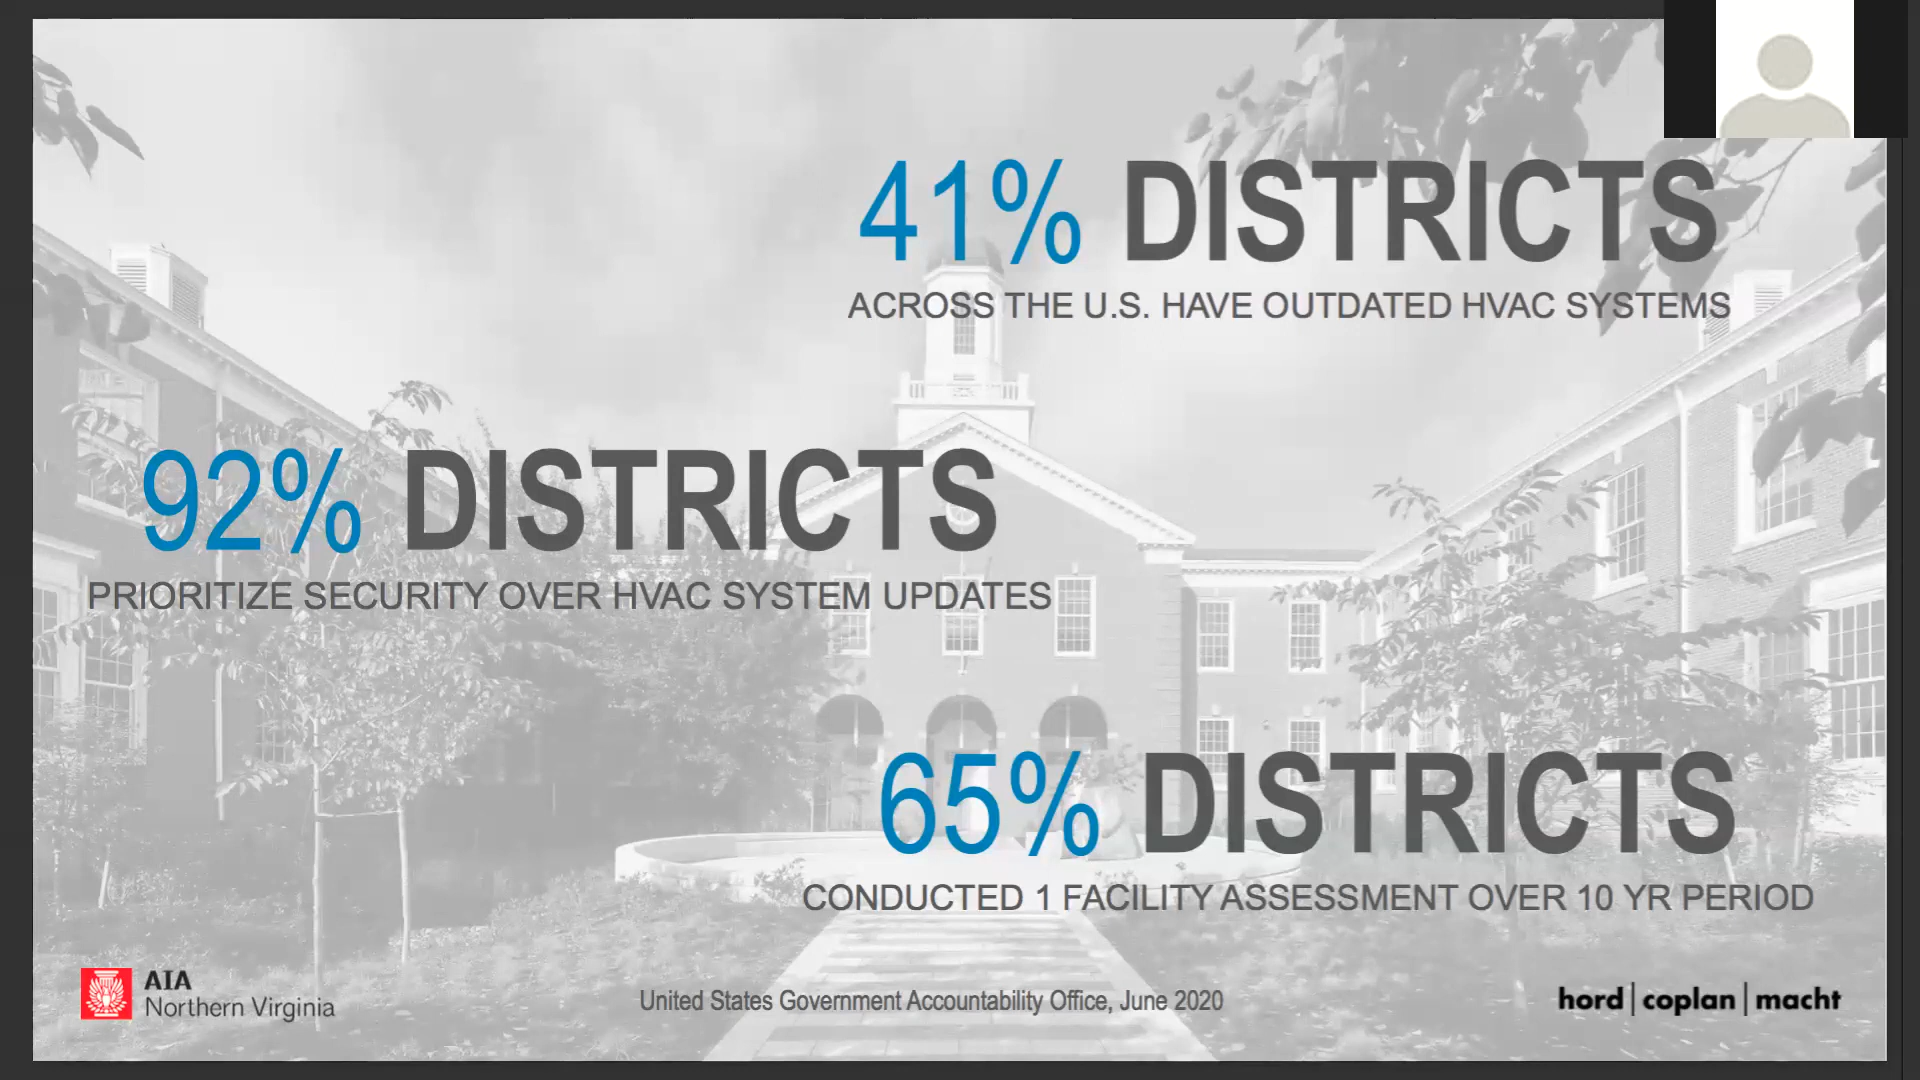 41% DISTRICTS
ACROSS THE U.S. HAVE OUTDATED HVAC SYSTEMS
92% DISTRICTS
PRIORITIZE SECURITY OVER HVAC SYSTEM UPDATES
65% DISTRICTS
CONDUCTED 1 FACILITY ASSESSMENT OVER 10 YR PERIOD
AIA
Northern Virginia
United States Government Accountability Office, June 2020
hord|coplan|macht